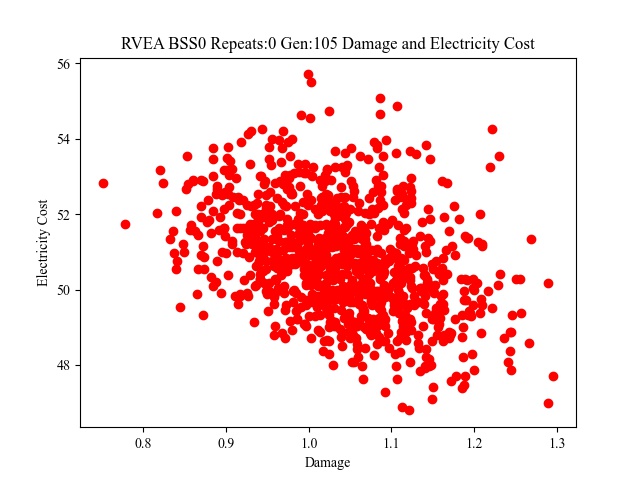 RVEA BSS0 Repeats:0 Gen:105 Damage and Electricity Cost
56
54
52
50
48
Electricity Cost
0.8 0.9 1.0 1.1 1.2 1.3
Damage